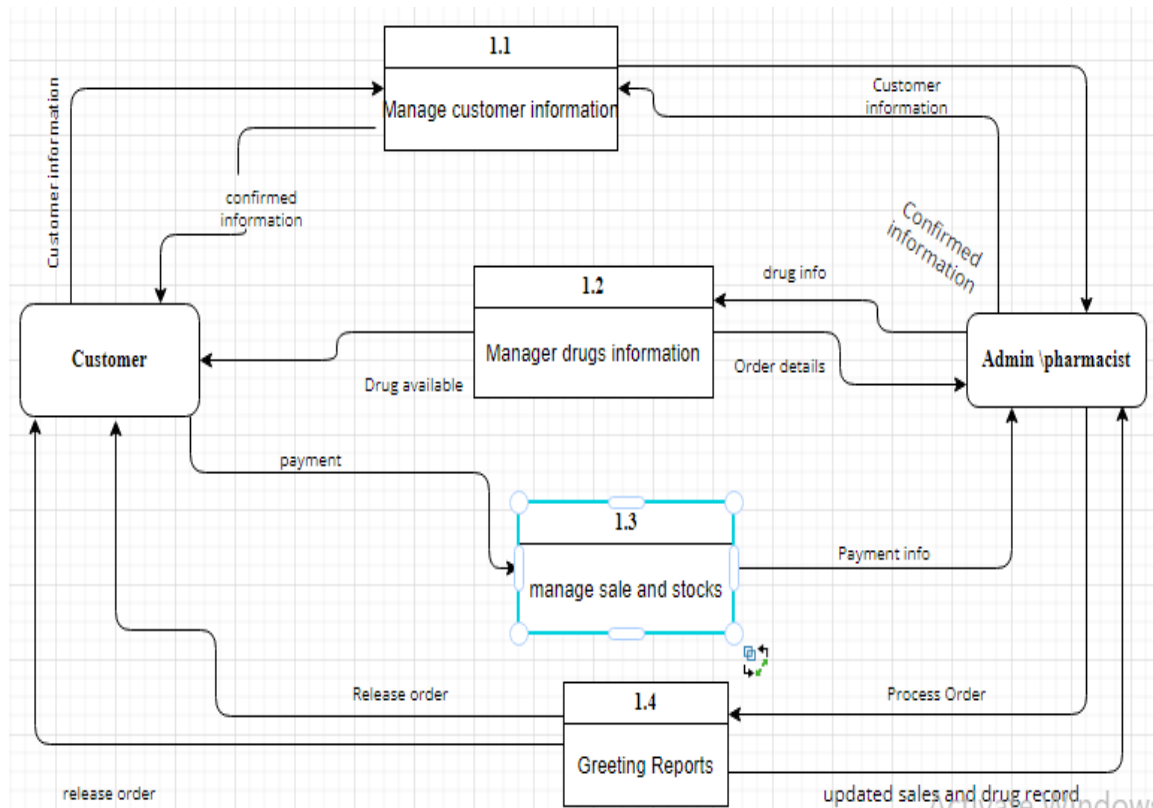 1.1
Manage customer information
Customer information
Customer
information
confirmed
information
Confirmed
information
1.2
Manager drugs information
drug info
Order details
Drug available
Customer
Admin \pharmacist
payment
1.3
manage sale and stocks
Payment info
Release order
1.4
Process Order
Greeting Reports
release order
updated sales and drug record
Activate Windows